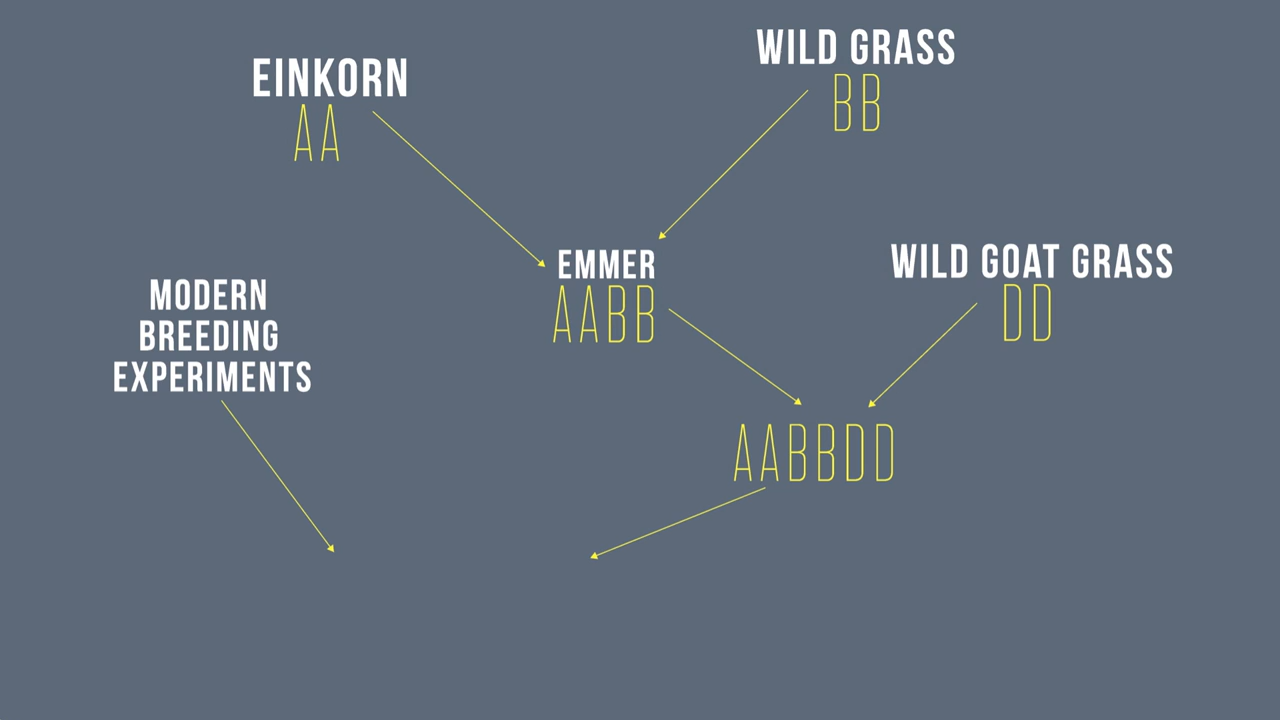 WILD GRASS
BB
EINKORN
AA
EMMER
AABB
WILD GOAT GRASS
DD
MODERN
BREEDING
EXPERIMENTS
AABBDD